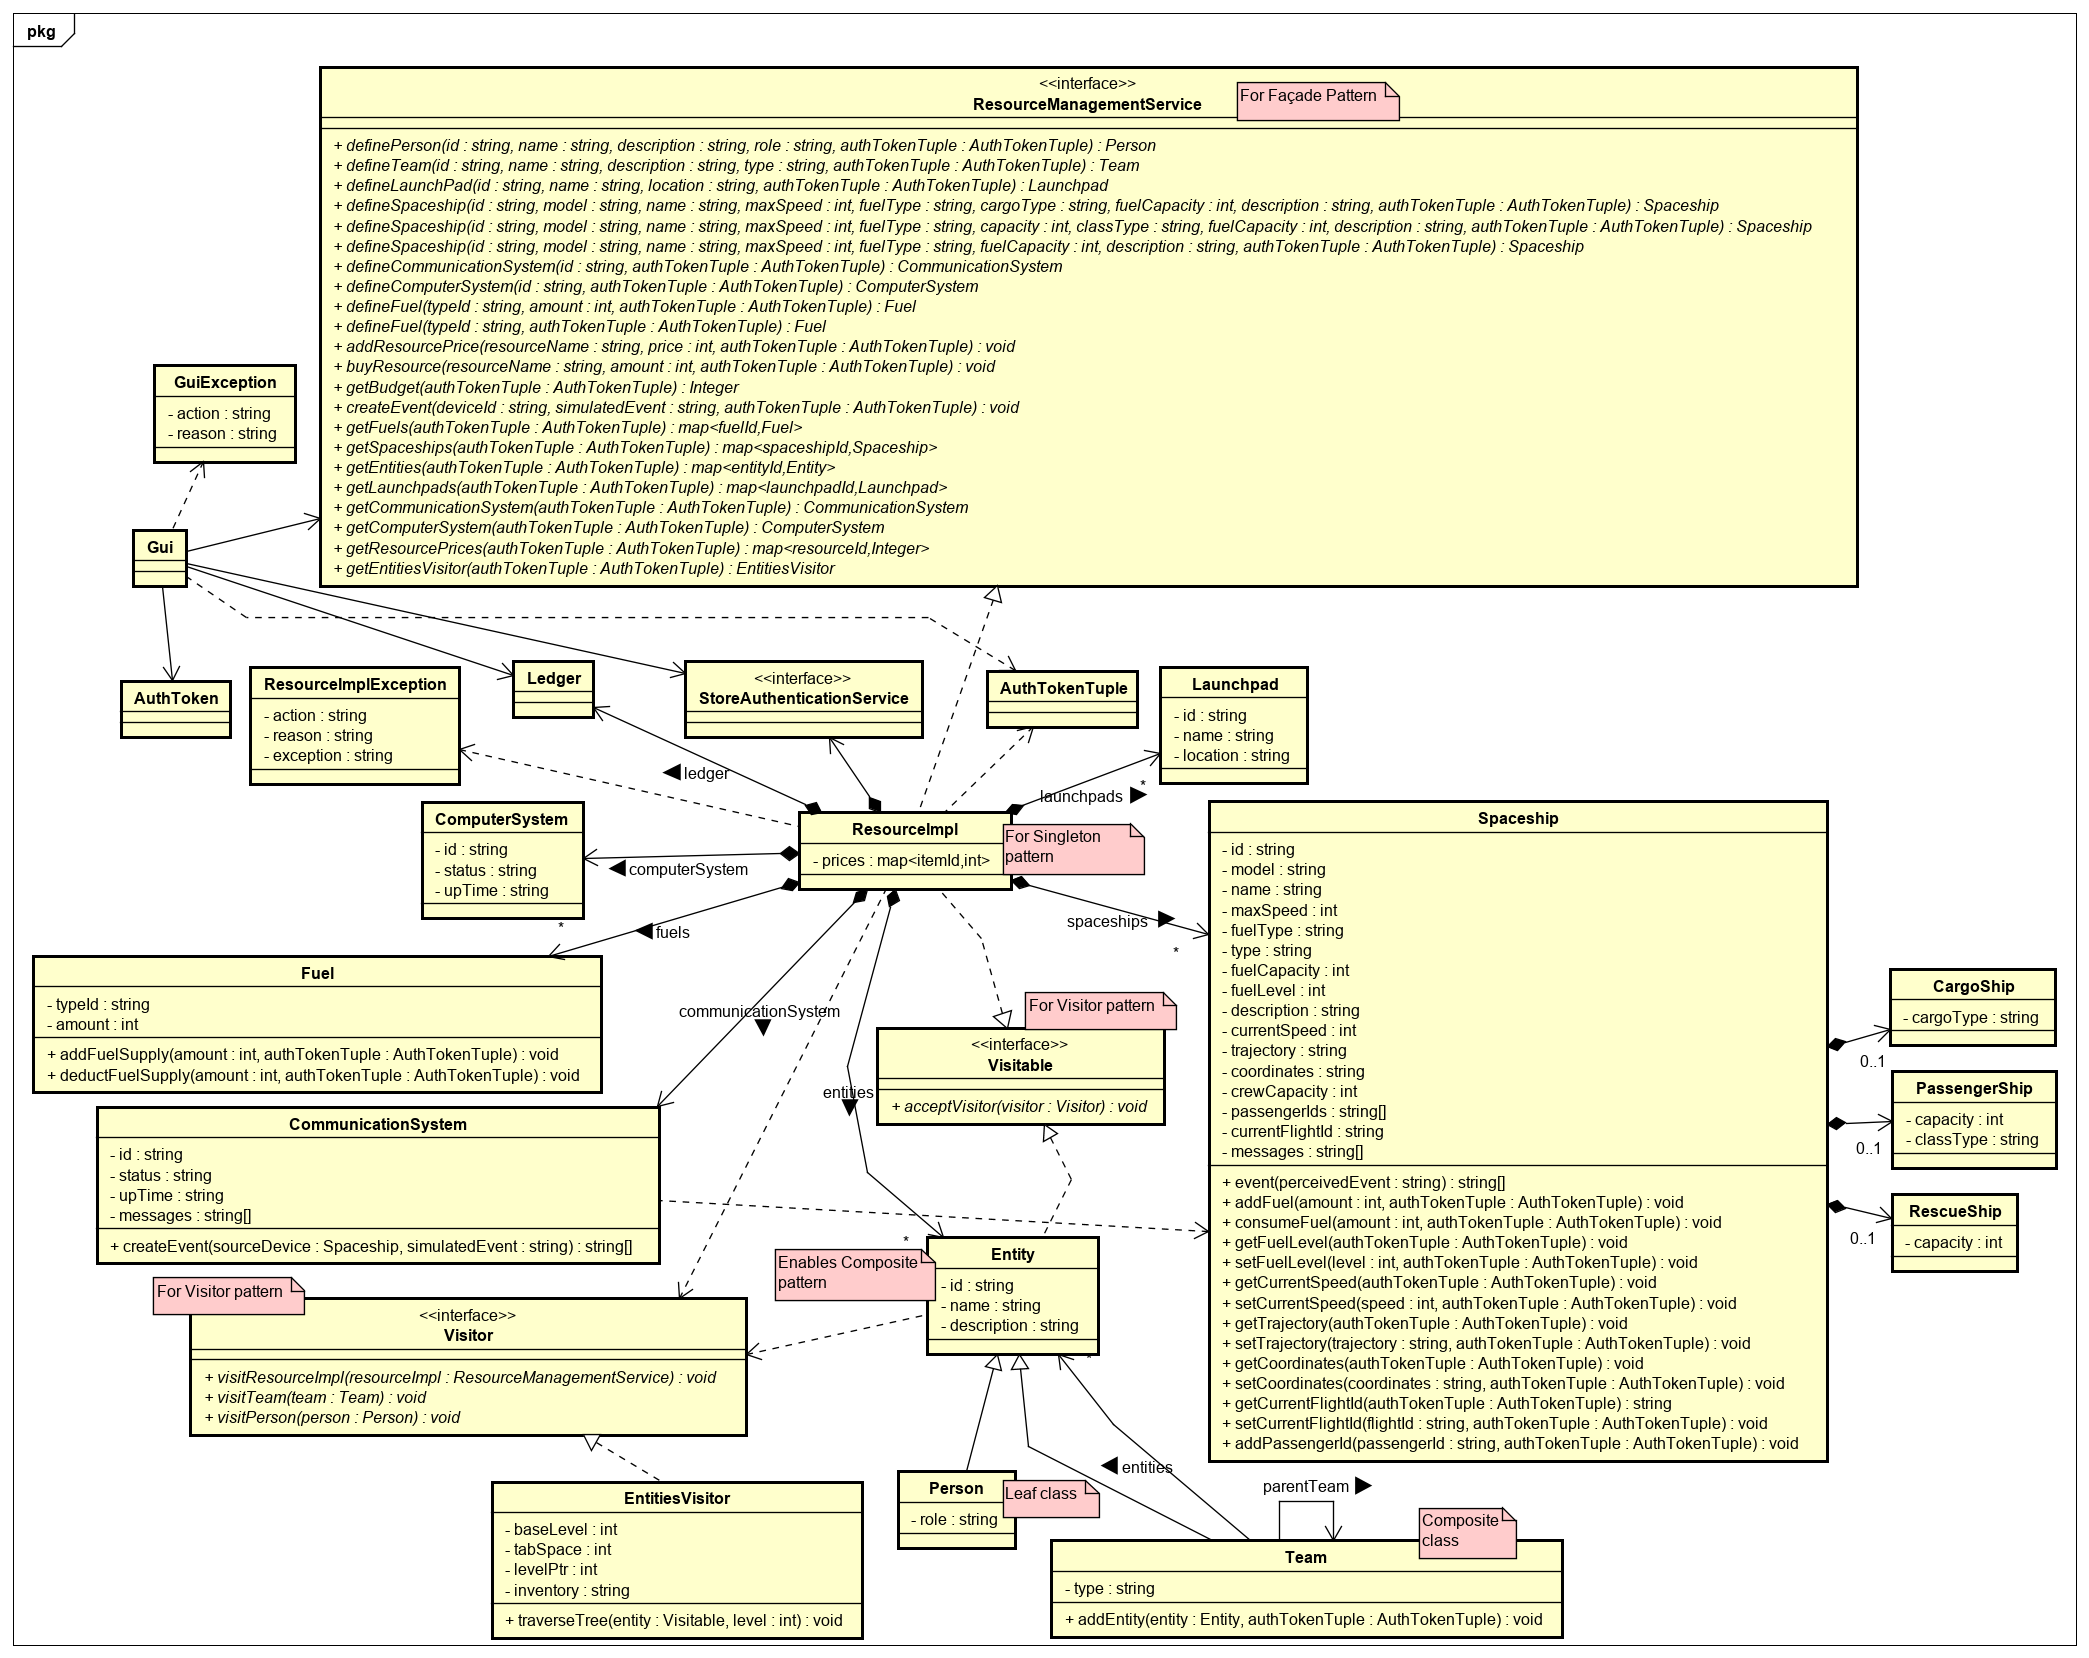 pkg
<<interface>>
ResourceManagementService
For Façade Pattern
+ definePerson(id : string, name : string, description : string, role : string, authTokenTuple : AuthTokenTuple) : Person
+ defineTeam(id : string, name : string, description : string, type : string, authTokenTuple : AuthTokenTuple) : Team
+ defineLaunchPad(id : string, name : string, location : string, authTokenTuple : AuthTokenTuple) : Launchpad
+ defineSpaceship(id : string, model : string, name : string, maxSpeed : int, fuelType : string, cargoType : string, fuelCapacity : int, description : string, authTokenTuple : AuthTokenTuple) : Spaceship
+ defineSpaceship(id : string, model : string, name : string, maxSpeed : int, fuelType : string, capacity : int, classType : string, fuelCapacity : int, description : string, authTokenTuple : AuthTokenTuple) : Spaceship
+ defineSpaceship(id : string, model : string, name : string, maxSpeed : int, fuelType : string, fuelCapacity : int, description : string, authTokenTuple : AuthTokenTuple) : Spaceship
+ defineCommunicationSystem(id : string, authTokenTuple : AuthTokenTuple) : CommunicationSystem
+ defineComputerSystem(id : string, authTokenTuple : AuthTokenTuple) : ComputerSystem
+ defineFuel(typeId : string, amount : int, authTokenTuple : AuthTokenTuple) : Fuel
+ defineFuel(typeId : string, authTokenTuple : AuthTokenTuple) : Fuel
+ addResourcePrice(resourceName : string, price : int, authTokenTuple : AuthTokenTuple) : void
+ buyResource(resourceName : string, amount : int, authTokenTuple : AuthTokenTuple) : void
+ getBudget(authTokenTuple : AuthTokenTuple) : Integer
+ createEvent(deviceId : string, simulatedEvent : string, authTokenTuple : AuthTokenTuple) : void
+ getFuels(authTokenTuple : AuthTokenTuple) : map<fuelId,Fuel>
+ getSpaceships(authTokenTuple : AuthTokenTuple) : map<spaceshipId,Spaceship>
+ getEntities(authTokenTuple : AuthTokenTuple) : map<entityId,Entity>
+ getLaunchpads(authTokenTuple : AuthTokenTuple) : map<launchpadId,Launchpad>
+ getCommunicationSystem(authTokenTuple : AuthTokenTuple) : CommunicationSystem
+ getComputerSystem(authTokenTuple : AuthTokenTuple) : ComputerSystem
+ getResourcePrices(authTokenTuple : AuthTokenTuple) : map<resourceId,Integer>
+ getEntitiesVisitor(authTokenTuple : AuthTokenTuple) : EntitiesVisitor
GuiException
- action : string
- reason : string
Gui
AuthToken
ResourceImplException
- action : string
- reason : string
- exception : string
Ledger
<<interface>>
StoreAuthenticationService
AuthTokenTuple
Launchpad
- id : string
- name : string
- location : string
ledger
launchpads
*
ComputerSystem
- id : string
- status : string
- upTime : string
computerSystem
ResourceImpl
- prices : map<itemId,int>
For Singleton
pattern
*
fuels
spaceships
*
Fuel
- typeId : string
- amount : int
+ addFuelSupply(amount : int, authTokenTuple : AuthTokenTuple) : void
+ deductFuelSupply(amount : int, authTokenTuple : AuthTokenTuple) : void
communicationSystem
entities
*
For Visitor pattern
<<interface>>
Visitable
+ acceptVisitor(visitor : Visitor) : void
Spaceship
- id : string
- model : string
- name : string
- maxSpeed : int
- fuelType : string
- type : string
- fuelCapacity : int
- fuelLevel : int
- description : string
- currentSpeed : int
- trajectory : string
- coordinates : string
- crewCapacity : int
- passengerIds : string[]
- currentFlightId : string
- messages : string[]
+ event(perceivedEvent : string) : string[]
+ addFuel(amount : int, authTokenTuple : AuthTokenTuple) : void
+ consumeFuel(amount : int, authTokenTuple : AuthTokenTuple) : void
+ getFuelLevel(authTokenTuple : AuthTokenTuple) : void
+ setFuelLevel(level : int, authTokenTuple : AuthTokenTuple) : void
+ getCurrentSpeed(authTokenTuple : AuthTokenTuple) : void
+ setCurrentSpeed(speed : int, authTokenTuple : AuthTokenTuple) : void
+ getTrajectory(authTokenTuple : AuthTokenTuple) : void
+ setTrajectory(trajectory : string, authTokenTuple : AuthTokenTuple) : void
+ getCoordinates(authTokenTuple : AuthTokenTuple) : void
+ setCoordinates(coordinates : string, authTokenTuple : AuthTokenTuple) : void
+ getCurrentFlightId(authTokenTuple : AuthTokenTuple) : string
+ setCurrentFlightId(flightId : string, authTokenTuple : AuthTokenTuple) : void
+ addPassengerId(passengerId : string, authTokenTuple : AuthTokenTuple) : void
CargoShip
- cargoType : string
0..1
PassengerShip
- capacity : int
- classType : string
0..1
RescueShip
- capacity : int
0..1
CommunicationSystem
- id : string
- status : string
- upTime : string
- messages : string[]
+ createEvent(sourceDevice : Spaceship, simulatedEvent : string) : string[]
Enables Composite
pattern
Entity
- id : string
- name : string
- description : string
For Visitor pattern
<<interface>>
Visitor
+ visitResourceImpl(resourceImpl : ResourceManagementService) : void
+ visitTeam(team : Team) : void
+ visitPerson(person : Person) : void
*
EntitiesVisitor
- baseLevel : int
- tabSpace : int
- levelPtr : int
- inventory : string
+ traverseTree(entity : Visitable, level : int) : void
Person
- role : string
Leaf class
entities
parentTeam
Composite
class
Team
- type : string
+ addEntity(entity : Entity, authTokenTuple : AuthTokenTuple) : void